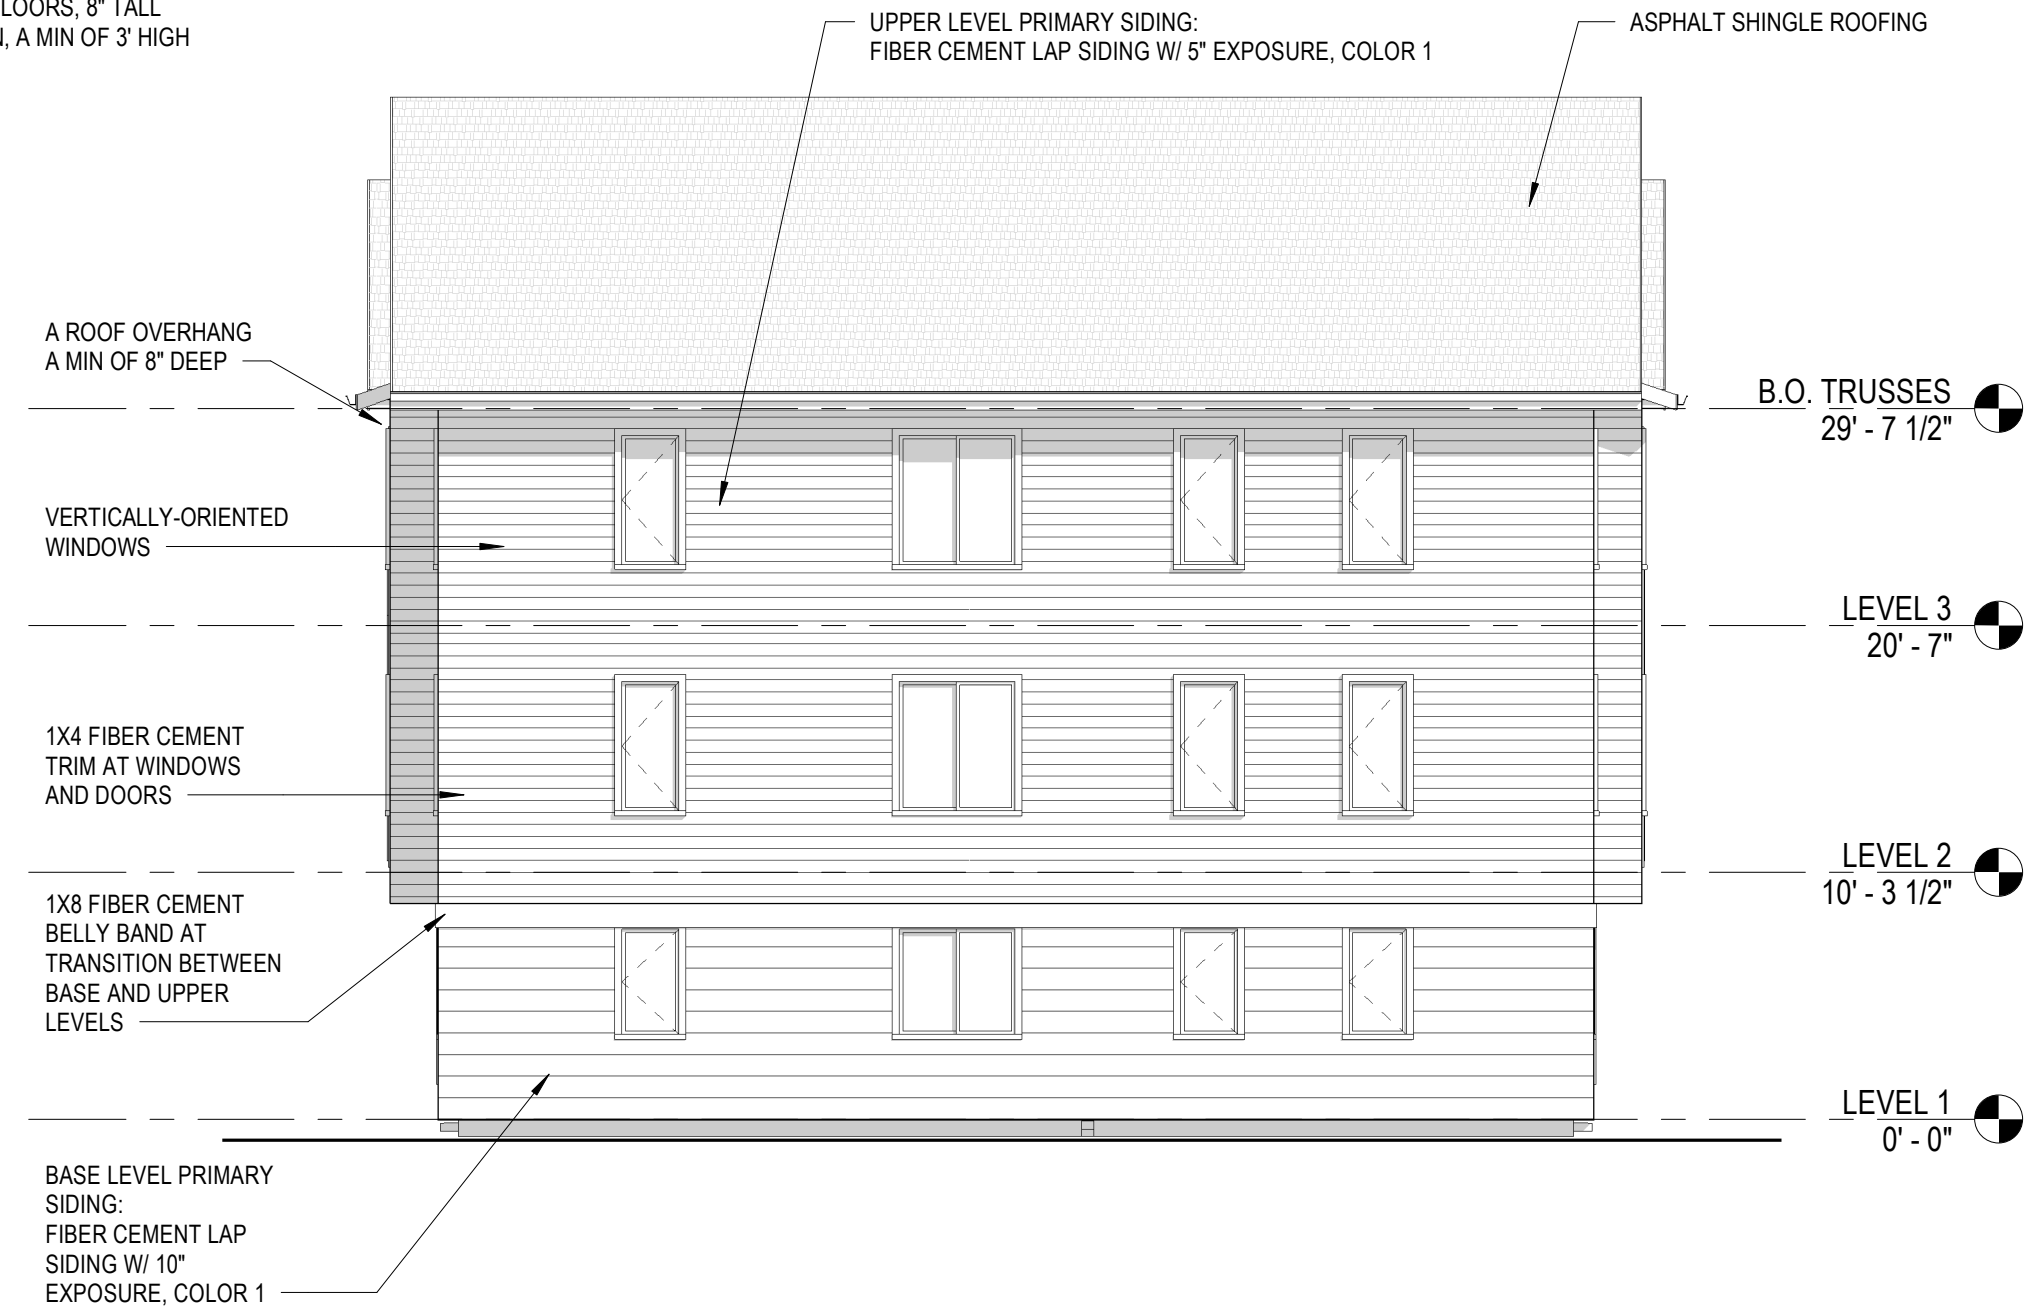 8" TALL
A MIN OF 3' HIGH
UPPER LEVEL PRIMARY SIDING:
FIBER CEMENT LAP SIDING W/ 5" EXPOSURE, COLOR 1
ASPHALT SHINGLE ROOFING
A ROOF OVERHANG
A MIN OF 8" DEEP
B.O. TRUSSES
29' - 7 1/2"
VERTICALLY-ORIENTED
WINDOWS
LEVEL 3
20' - 7"
1X4 FIBER CEMENT
TRIM AT WINDOWS
AND DOORS
LEVEL 2
10' - 3 1/2"
1X8 FIBER CEMENT
BELLY BAND AT
TRANSITION BETWEEN
BASE AND UPPER
LEVELS
LEVEL 1
0' - 0"
BASE LEVEL PRIMARY
SIDING:
FIBER CEMENT LAP
SIDING W/ 10"
EXPOSURE, COLOR 1